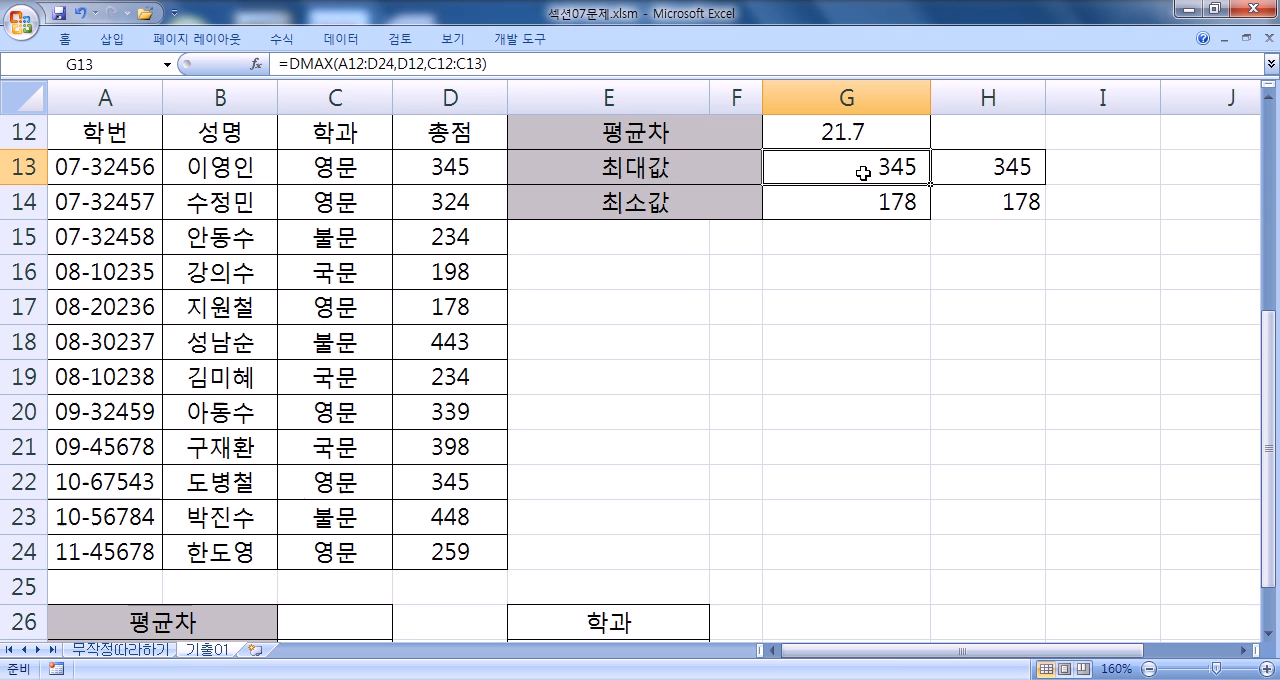 섹션07문제.xlsm - Microsoft Excel
홈 삽입 페이지 레이아웃 수식 데이터 검토 보기 개발 도구
G13 fx =DMAX(A12:D24,D12,C12:C13)
A B C D E F G H I J
12 학번 성명 학과 총점 평균차 21.7
13 07-32456 이영인 영문 345 최대값 345 345
14 07-32457 수정민 영문 324 최소값 178 178
15 07-32458 안동수 불문 234
16 08-10235 강의수 국문 198
17 08-20236 지원철 영문 178
18 08-30237 성남순 불문 443
19 08-10238 김미혜 국문 234
20 09-32459 아동수 영문 339
21 09-45678 구재환 국문 398
22 10-67543 도병철 영문 345
23 10-56784 박진수 불문 448
24 11-45678 한도영 영문 259
25
26 평균차 학과
무작정따라하기 기출01
준비 160%